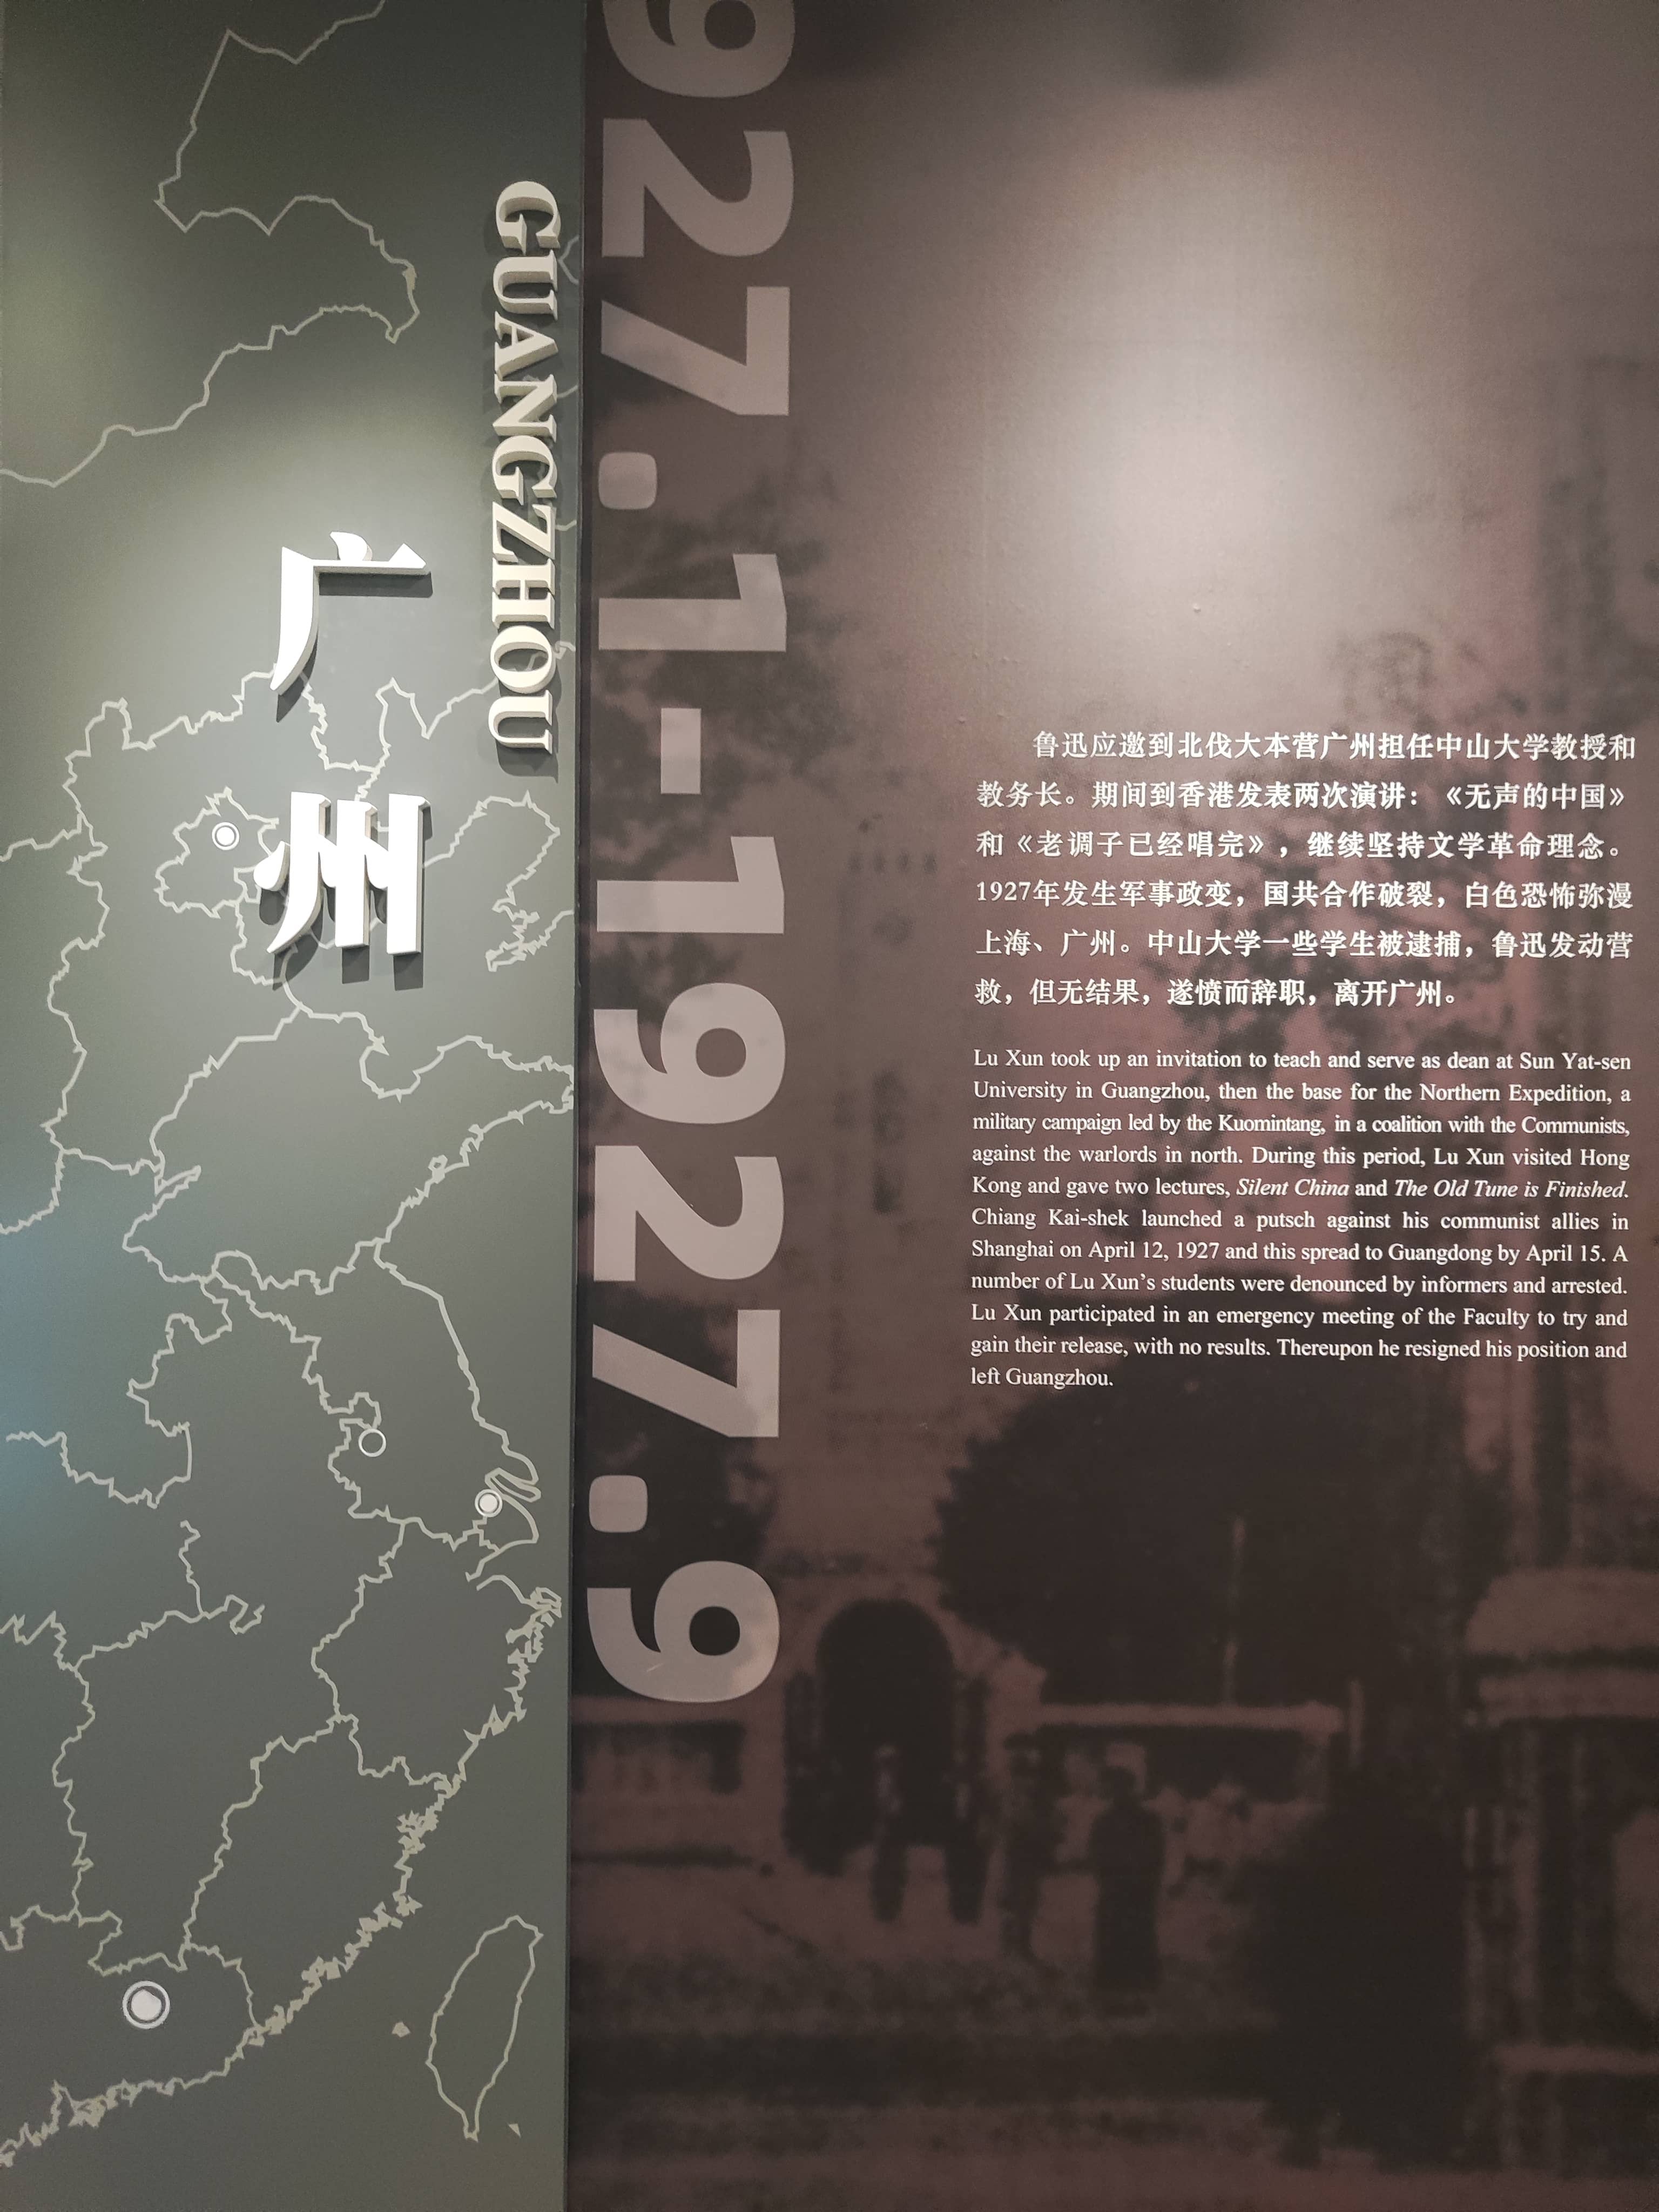 广州
GUANGZHOU
927.1-1927.9
鲁迅应邀到北伐大本营广州担任中山大学教授和
教务长。期间到香港发表两次演讲：《无声的中国》
和《老调子已经唱完》，继续坚持文学革命理念。
1927年发生军事政变，国共合作破裂，白色恐怖弥漫
上海、广州。中山大学一些学生被逮捕，鲁迅发动营
救，但无结果，遂愤而辞职，离开广州。
Lu Xun took up an invitation to teach and serve as dean at Sun Yat-sen
University in Guangzhou, then the base for the Northern Expedition, a
military campaign led by the Kuomintang, in a coalition with the Communists,
against the warlords in north. During this period, Lu Xun visited Hong
Kong and gave two lectures, Silent China and The Old Tune is Finished.
Chiang Kai-shek launched a putsch against his communist allies in
Shanghai on April 12, 1927 and this spread to Guangdong by April 15. A
number of Lu Xun’s students were denounced by informers and arrested.
Lu Xun participated in an emergency meeting of the Faculty to try and
gain their release, with no results. Thereupon he resigned his position and
left Guangzhou.